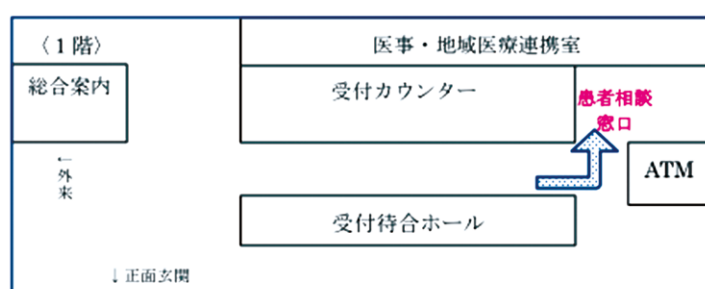 〈1階〉
医事・地域医療連携室
総合案内
受付カウンター
患者相談
窓口
←外来
ATM
受付待合ホール
↓正面玄関